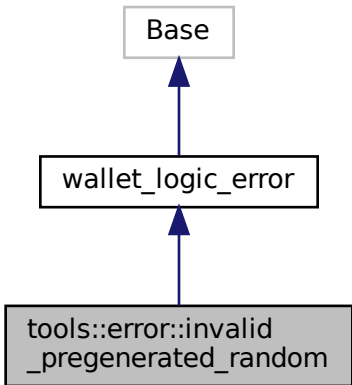 Base
wallet_logic_error
tools::error::invalid
_pregenerated_random